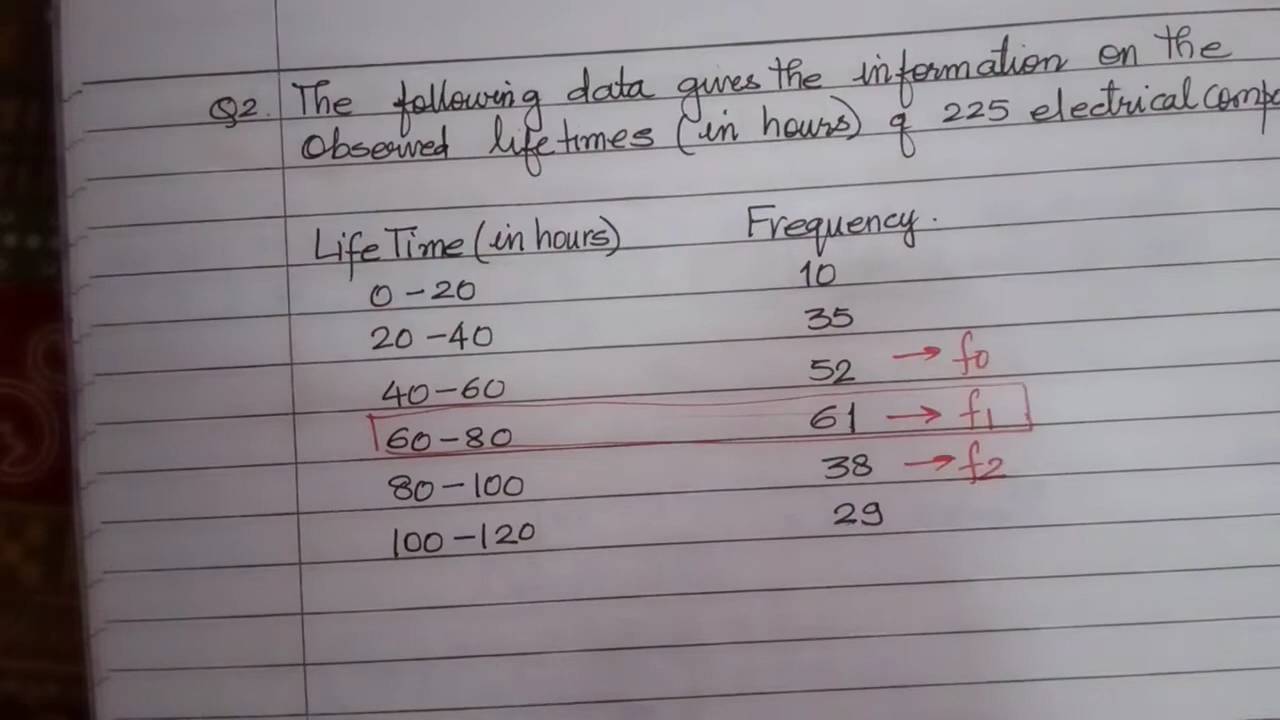 Q2. The following data gives the information on the
Observed lifetimes (in hours) of 225 electrical compo
Life Time (in hours) Frequency.
0-20 10
20-40 35
40-60 52 → f0
60-80 61 → f1
80-100 38 → f2
100-120 29